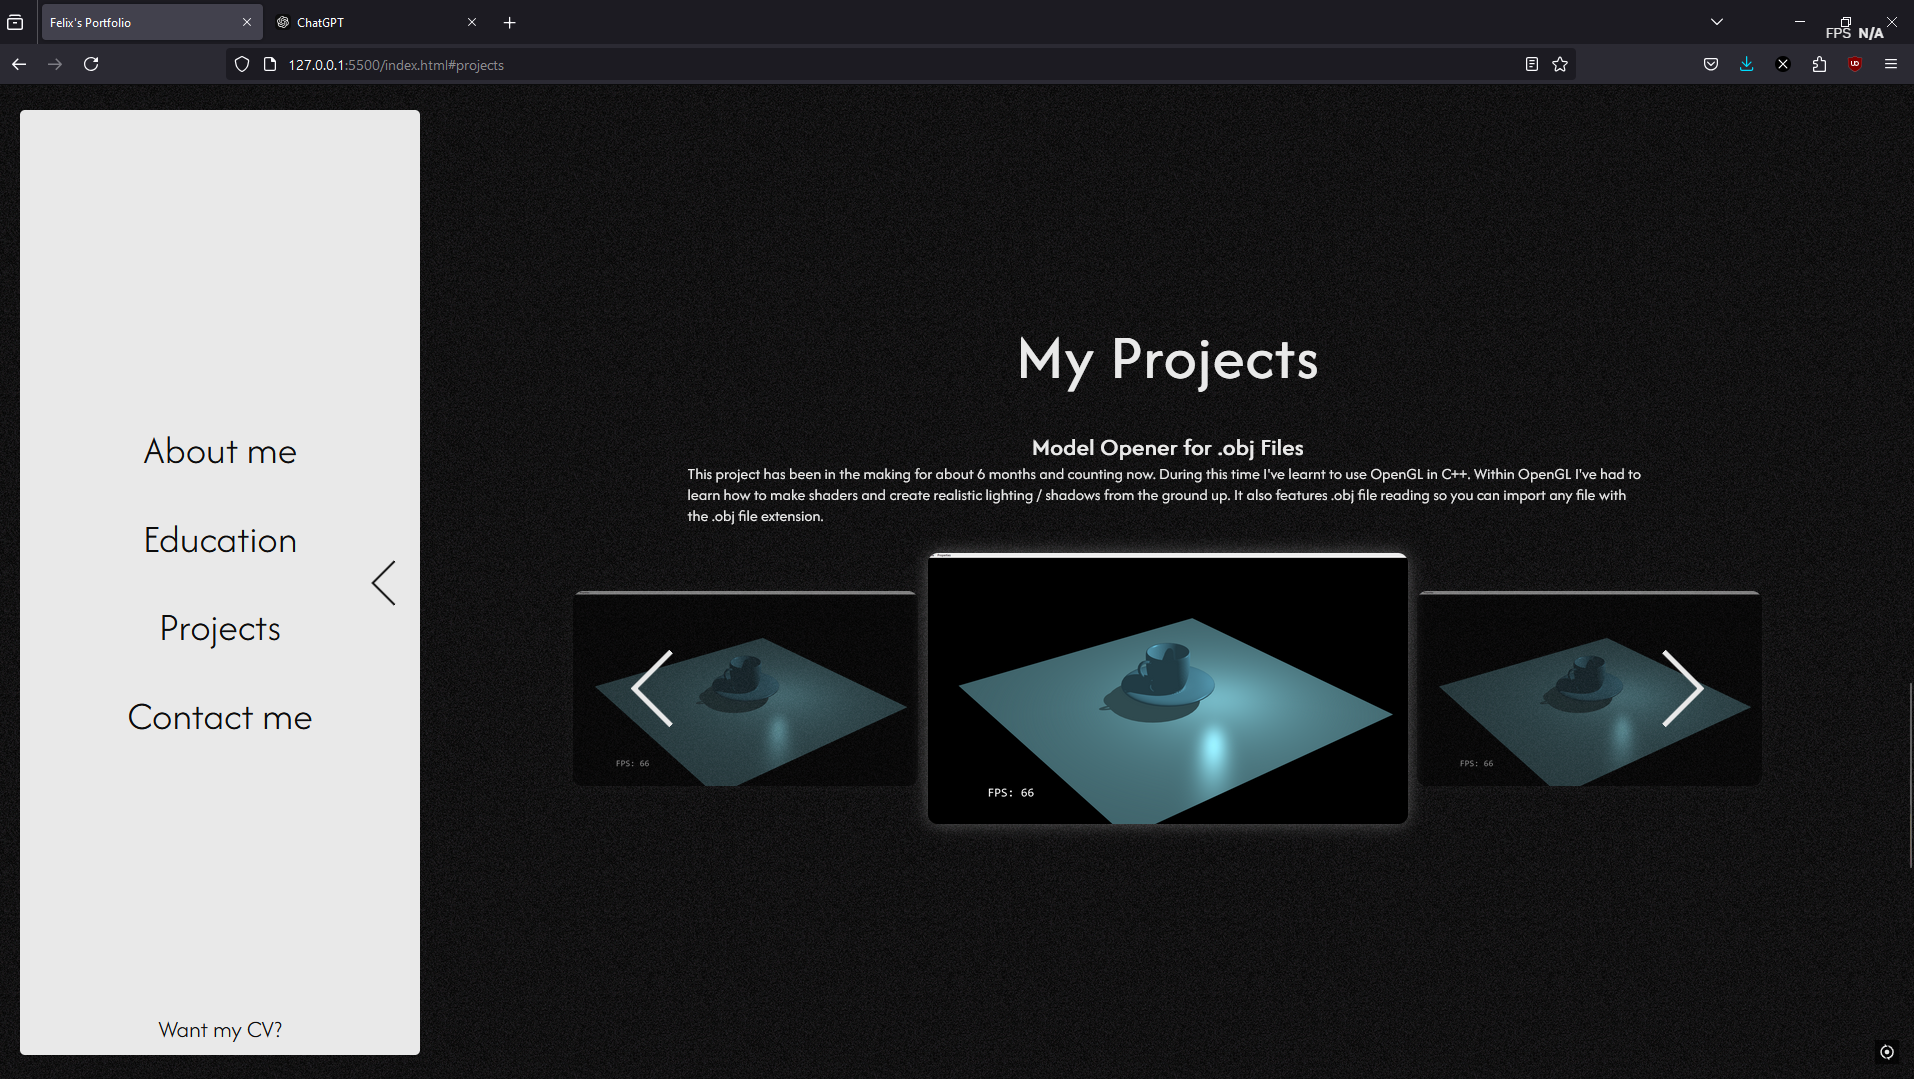 Felix's Portfolio
ChatGPT
FPS N/A
127.0.0.1:5500/index.html#projects
About me
Education
Projects
Contact me
Want my CV?
My Projects
Model Opener for .obj Files
This project has been in the making for about 6 months and counting now. During this time I've learnt to use OpenGL in C++. Within OpenGL I've had to
learn how to make shaders and create realistic lighting / shadows from the ground up. It also features .obj file reading so you can import any file with
the .obj file extension.
FPS: 66
FPS: 66
FPS: 66